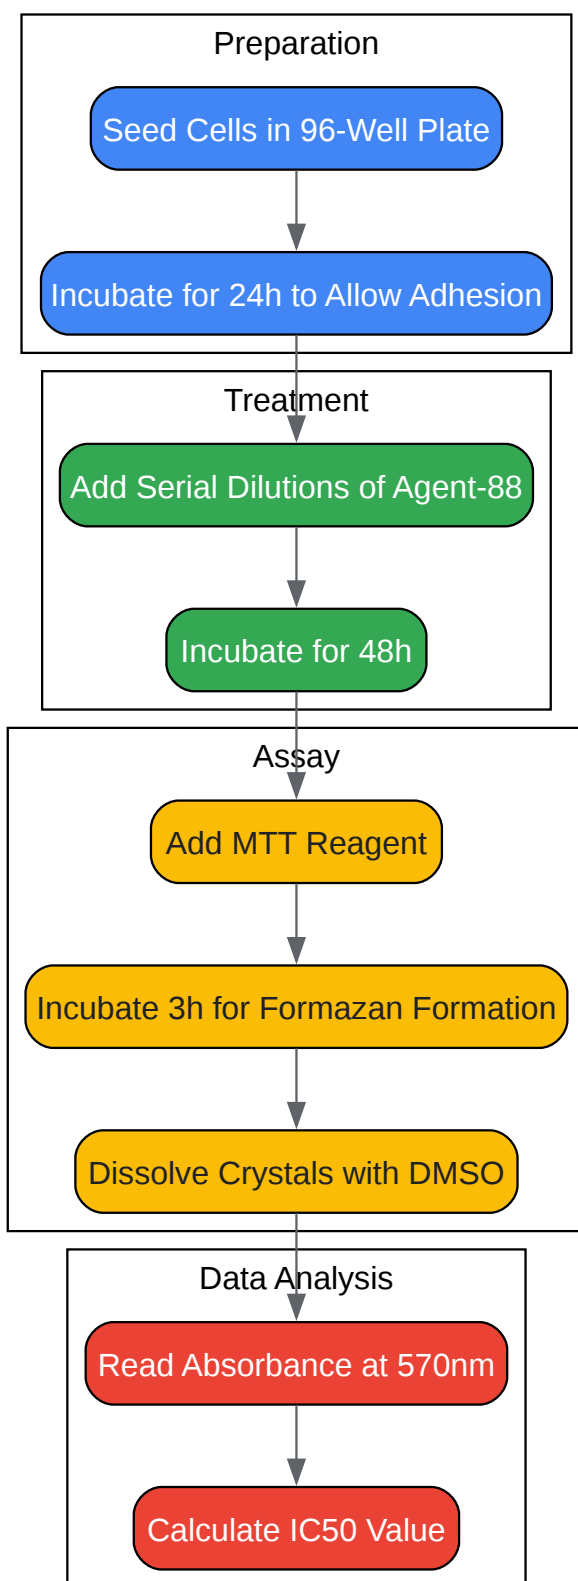 Preparation
Seed Cells in 96-Well Plate
Incubate for 24h to Allow Adhesion
Treatment
Add Serial Dilutions of Agent-88
Incubate for 48h
Assay
Add MTT Reagent
Incubate 3h for Formazan Formation
Dissolve Crystals with DMSO
Data Analysis
Read Absorbance at 570nm
Calculate IC50 Value